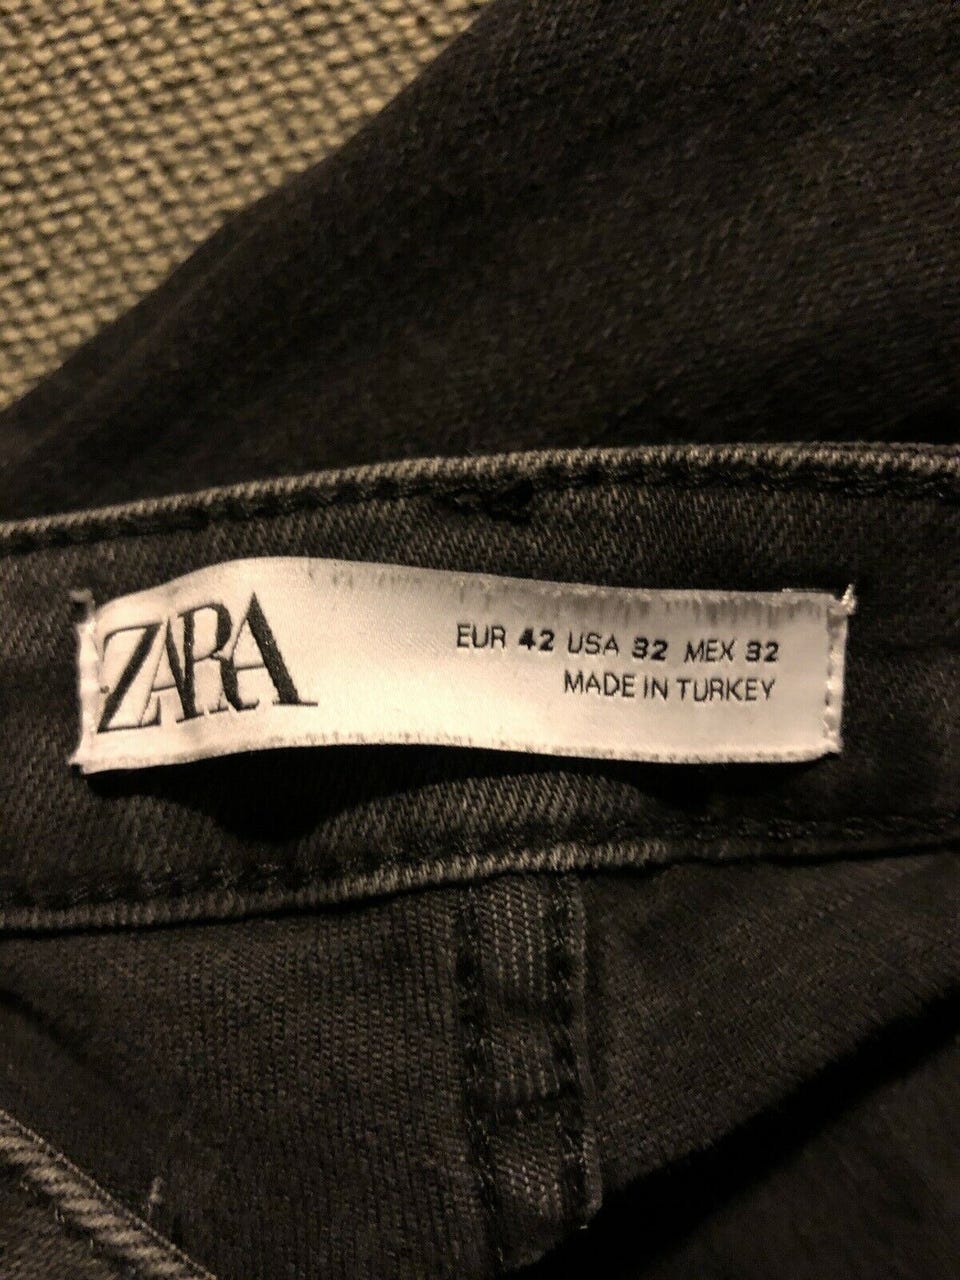 ZARA
EUR 42 USA 32 MEX 32
MADE IN TURKEY